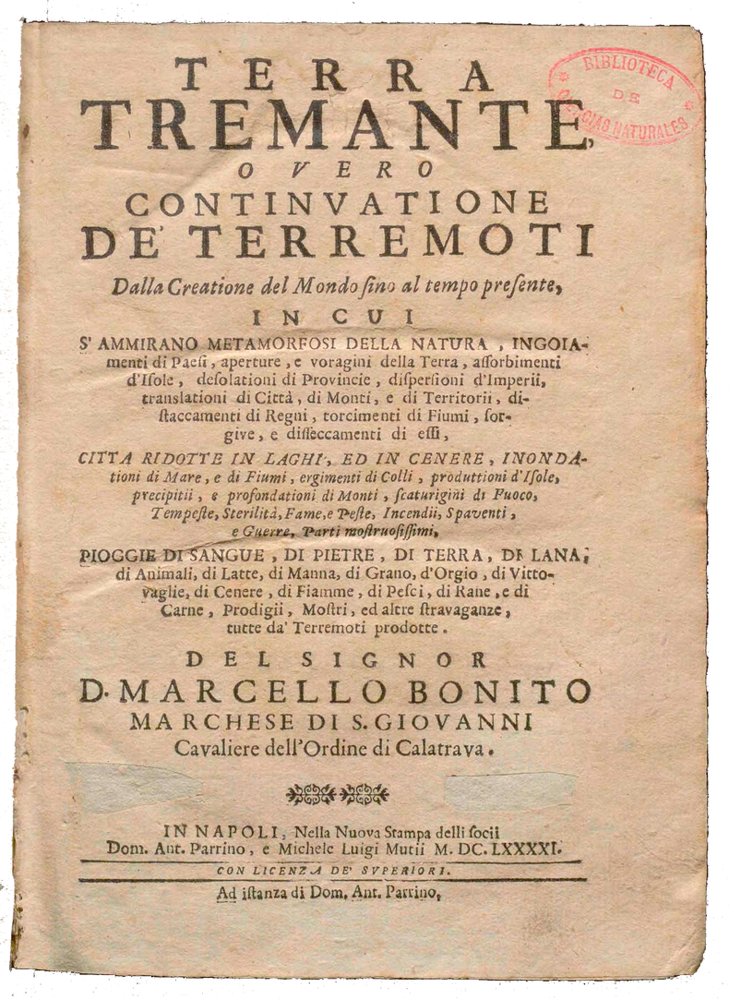 TERRA
TREMANTE,
OVERO
CONTINVATIONE
DE' TERREMOTI
Dalla Creatione del Mondo ſino al tempo preſente,
IN CUI
S' AMMIRANO METAMORFOSI DELLA NATURA, INGOIA-
menti di Paeſi, aperture, e voragini della Terra, aſſorbimenti
d'Iſole, deſolationi di Provincie, diſperſioni d'Imperii,
translationi di Città, di Monti, e di Territorii, di-
ſtaccamenti di Regni, torcimenti di Fiumi, ſor-
give, e diſſeccamenti di eſſi,
CITTA RIDOTTE IN LAGHI, ED IN CENERE, INONDA-
tioni di Mare, e di Fiumi, ergimenti di Colli, produttioni d'Iſole,
precipitii, e profondationi di Monti, ſcaturigini di Fuoco,
Tempeſte, Sterilità, Fame, e Peſte, Incendii, Spaventi,
e Guerre, Parti moſtruoſiſſimi,
PIOGGIE DI SANGUE, DI PIETRE, DI TERRA, DI LANA,
di Animali, di Latte, di Manna, di Grano, d'Orgio, di Vitto-
vaglie, di Cenere, di Fiamme, di Peſci, di Rane, e di
Carne, Prodigii, Moſtri, ed altre ſtravaganze,
tutte da' Terremoti prodotte.
DEL SIGNOR
D. MARCELLO BONITO
MARCHESE DI S. GIOVANNI
Cavaliere dell'Ordine di Calatrava.
IN NAPOLI, Nella Nuova Stampa delli ſocii
Dom. Ant. Parrino, e Michele Luigi Mutii M. DC. LXXXXI.
CON LICENZA DE' SVPERIORI.
Ad iſtanza di Dom. Ant. Parrino,
BIBLIOTECA
DE
CIENCIAS NATURALES